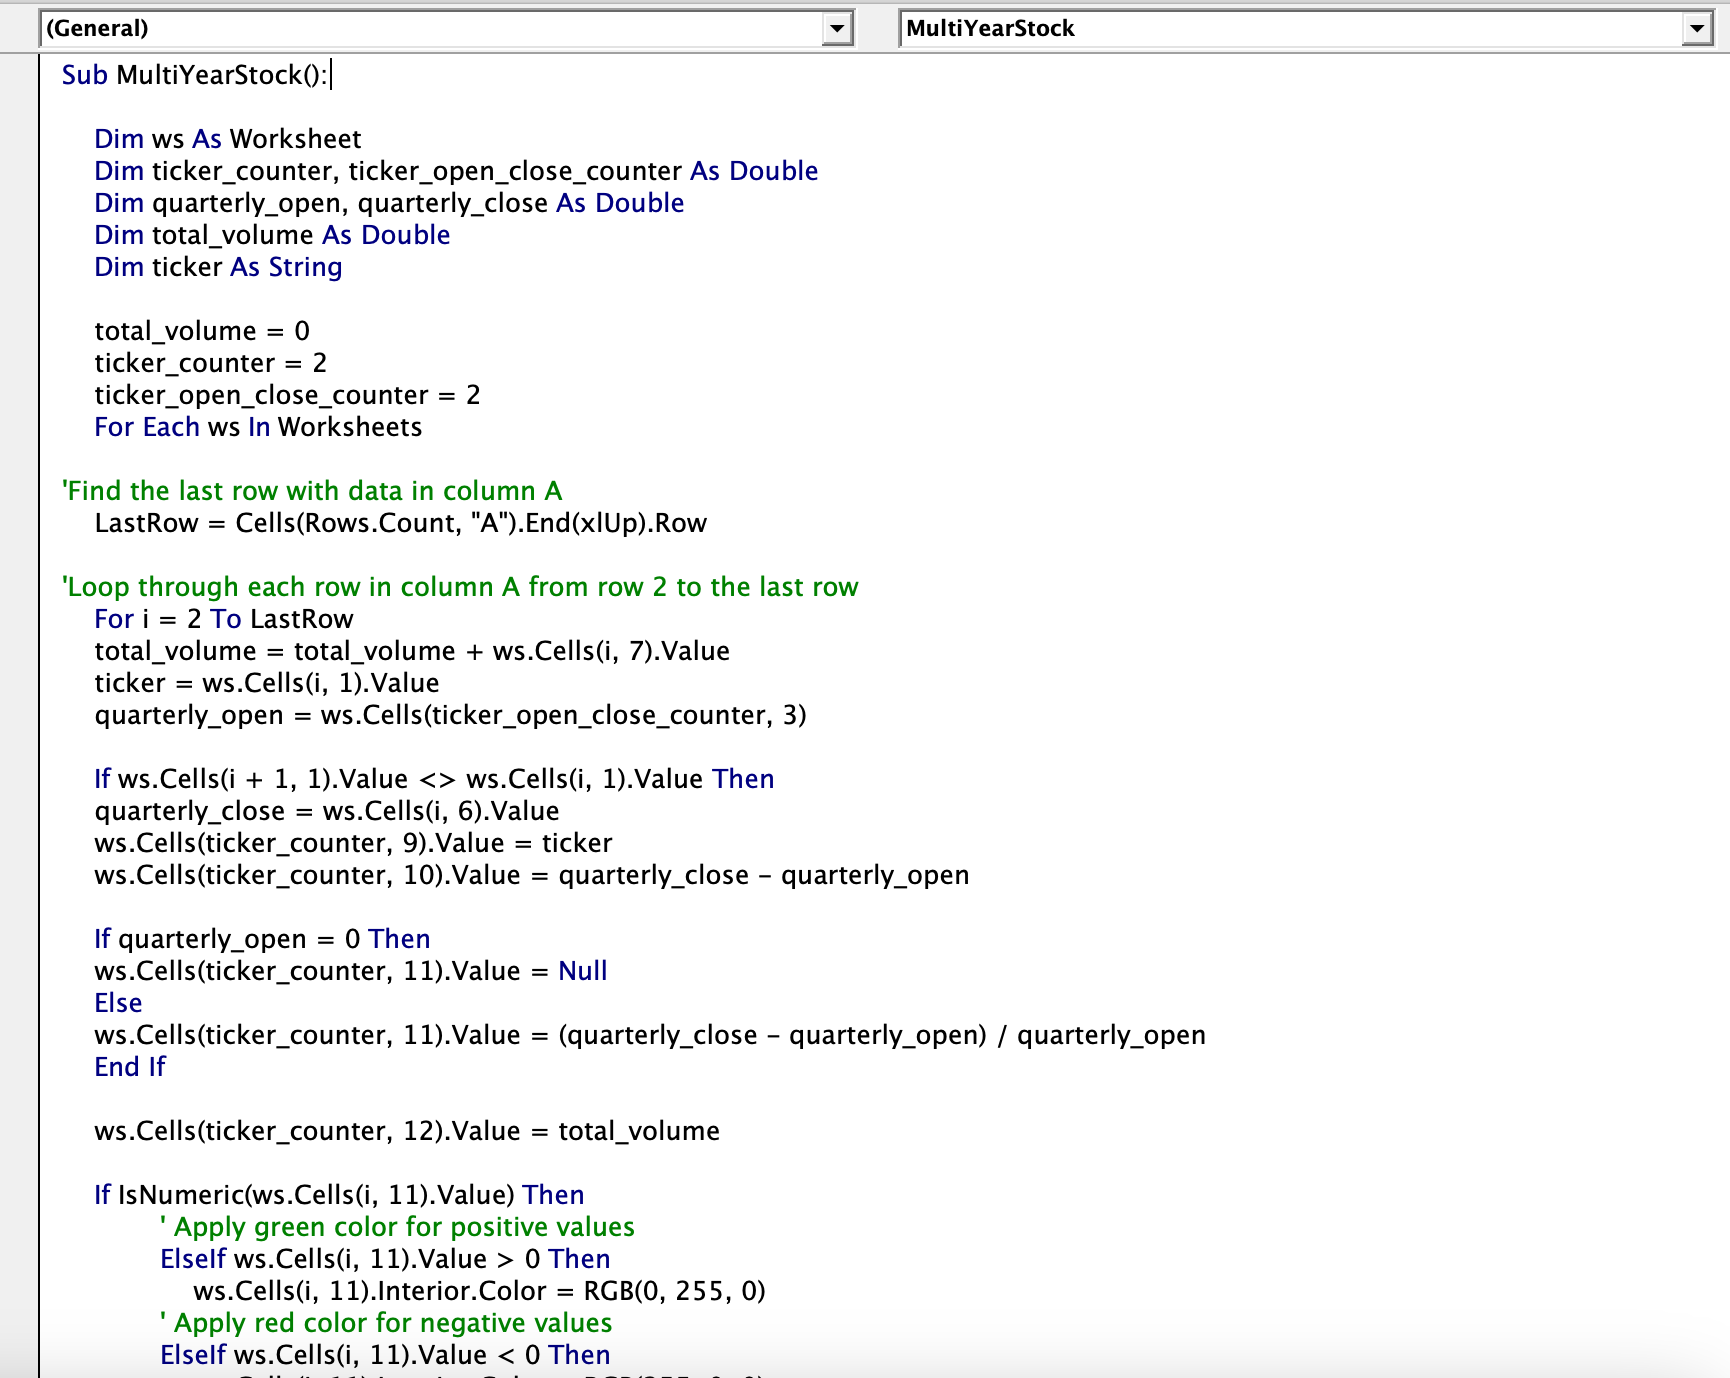 (General)
MultiYearStock
Sub MultiYearStock():
Dim ws As Worksheet
Dim ticker_counter, ticker_open_close_counter As Double
Dim quarterly_open, quarterly_close As Double
Dim total_volume As Double
Dim ticker As String
total_volume = 0
ticker_counter = 2
ticker_open_close_counter = 2
For Each ws In Worksheets
'Find the last row with data in column A
LastRow = Cells(Rows.Count, "A").End(xlUp).Row
'Loop through each row in column A from row 2 to the last row
For i = 2 To LastRow
total_volume = total_volume + ws.Cells(i, 7).Value
ticker = ws.Cells(i, 1).Value
quarterly_open = ws.Cells(ticker_open_close_counter, 3)
If ws.Cells(i + 1, 1).Value <> ws.Cells(i, 1).Value Then
quarterly_close = ws.Cells(i, 6).Value
ws.Cells(ticker_counter, 9).Value = ticker
ws.Cells(ticker_counter, 10).Value = quarterly_close - quarterly_open
If quarterly_open = 0 Then
ws.Cells(ticker_counter, 11).Value = Null
Else
ws.Cells(ticker_counter, 11).Value = (quarterly_close - quarterly_open) / quarterly_open
End If
ws.Cells(ticker_counter, 12).Value = total_volume
If IsNumeric(ws.Cells(i, 11).Value) Then
' Apply green color for positive values
ElseIf ws.Cells(i, 11).Value > 0 Then
ws.Cells(i, 11).Interior.Color = RGB(0, 255, 0)
' Apply red color for negative values
ElseIf ws.Cells(i, 11).Value < 0 Then